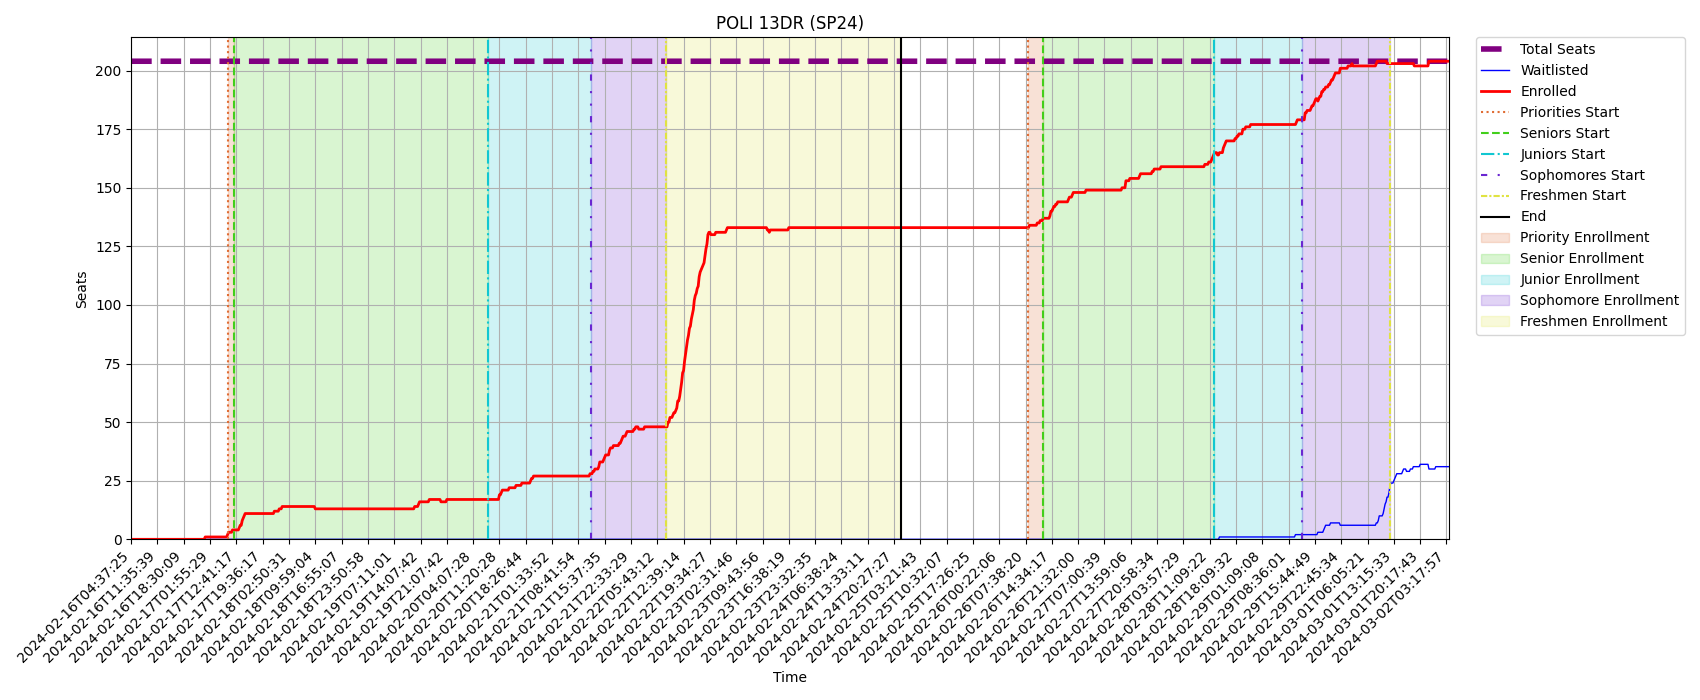 POLI 13DR (SP24)
Total Seats
Waitlisted
Enrolled
Priorities Start
Seniors Start
Juniors Start
Sophomores Start
Freshmen Start
End
Priority Enrollment
Senior Enrollment
Junior Enrollment
Sophomore Enrollment
Freshmen Enrollment
Seats
200
175
150
125
100
75
50
25
0
2024-02-16T04:37:25
2024-02-16T11:35:39
2024-02-16T18:30:09
2024-02-17T01:55:29
2024-02-17T12:41:17
2024-02-17T19:36:17
2024-02-18T02:50:31
2024-02-18T09:59:04
2024-02-18T16:55:07
2024-02-18T23:50:58
2024-02-19T07:11:01
2024-02-19T14:07:42
2024-02-19T21:07:42
2024-02-20T04:07:28
2024-02-20T11:20:28
2024-02-20T18:26:44
2024-02-21T01:33:52
2024-02-21T08:41:54
2024-02-21T15:37:35
2024-02-21T22:33:29
2024-02-22T05:43:12
2024-02-22T12:39:14
2024-02-22T19:34:27
2024-02-23T02:31:46
2024-02-23T09:43:56
2024-02-23T16:38:19
2024-02-23T23:32:35
2024-02-24T06:38:24
2024-02-24T13:33:11
2024-02-24T20:27:27
2024-02-25T03:21:43
2024-02-25T10:32:07
2024-02-25T17:26:25
2024-02-26T00:22:06
2024-02-26T07:38:20
2024-02-26T14:34:17
2024-02-26T21:32:00
2024-02-27T07:00:39
2024-02-27T13:59:06
2024-02-27T20:58:34
2024-02-28T03:57:29
2024-02-28T11:09:22
2024-02-28T18:09:32
2024-02-29T01:09:08
2024-02-29T08:36:01
2024-02-29T15:44:49
2024-02-29T22:45:34
2024-03-01T06:05:21
2024-03-01T13:15:33
2024-03-01T20:17:43
2024-03-02T03:17:57
Time